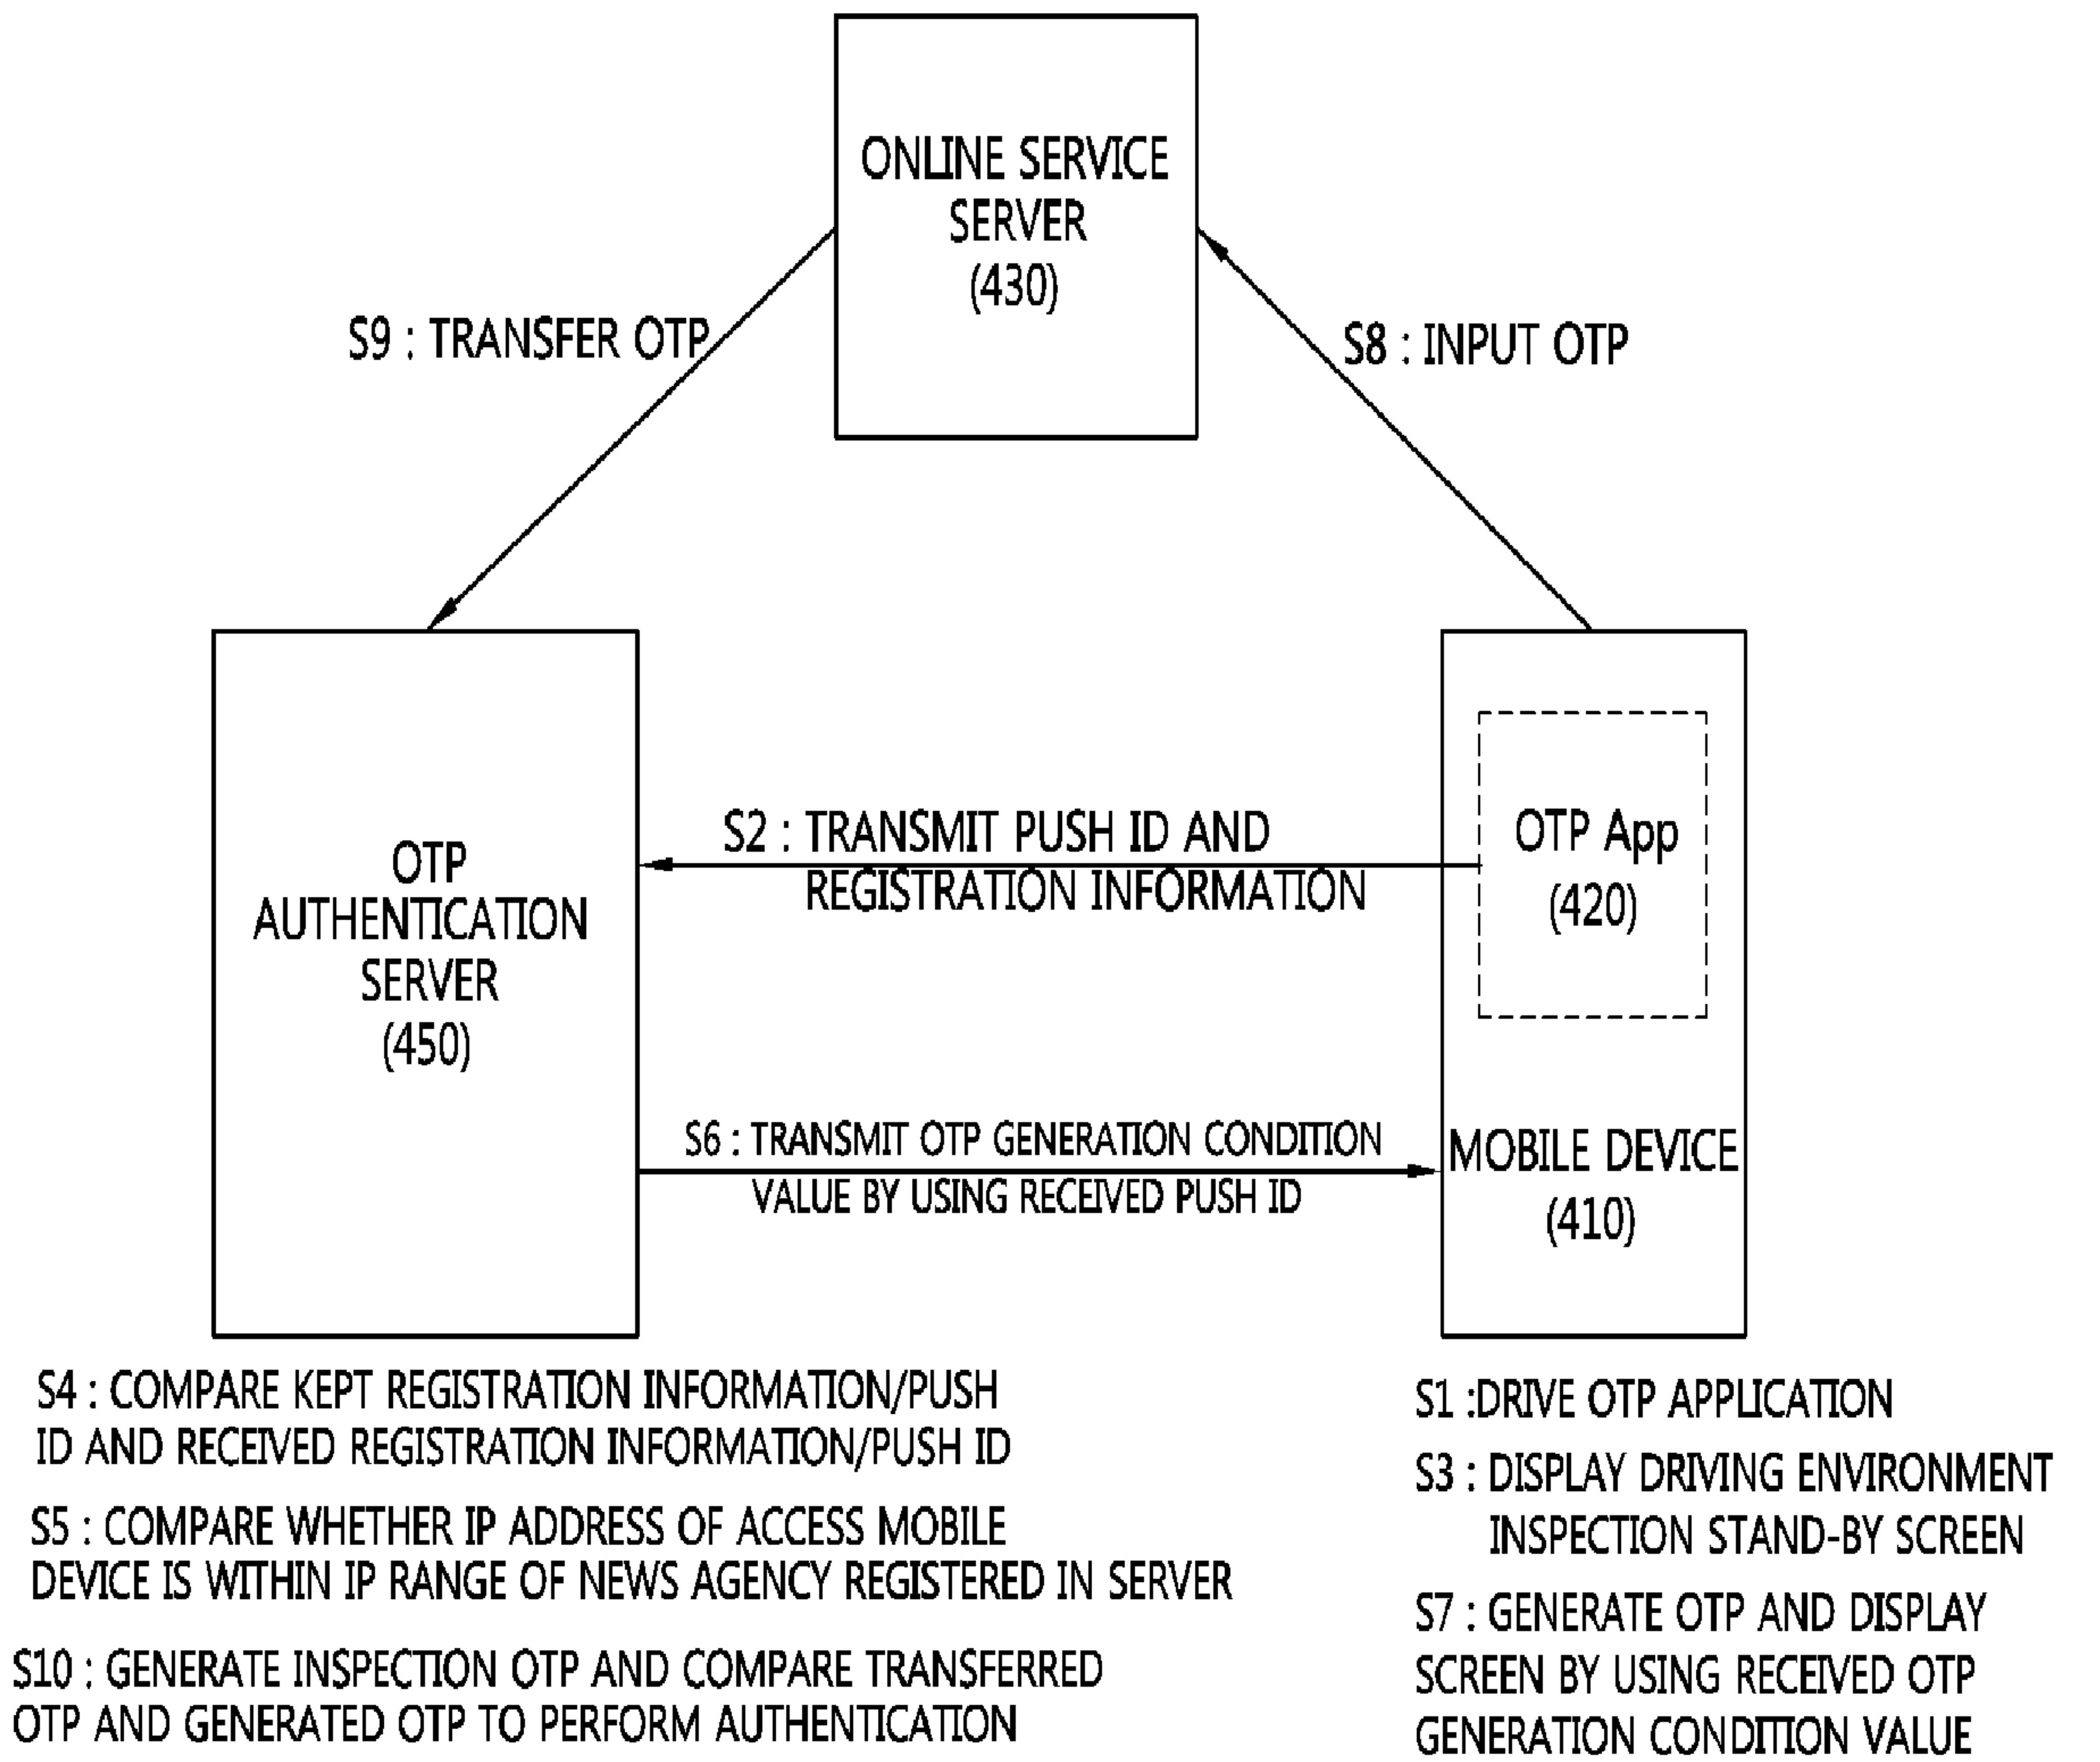 ONLINE SERVICE
SERVER
(430)
S9 : TRANSFER OTP
S8 : INPUT OTP
OTP
AUTHENTICATION
SERVER
(450)
S2 : TRANSMIT PUSH ID AND
REGISTRATION INFORMATION
OTP App
(420)
S6 : TRANSMIT OTP GENERATION CONDITION
VALUE BY USING RECEIVED PUSH ID
MOBILE DEVICE
(410)
S4 : COMPARE KEPT REGISTRATION INFORMATION/PUSH
ID AND RECEIVED REGISTRATION INFORMATION/PUSH ID
S5 : COMPARE WHETHER IP ADDRESS OF ACCESS MOBILE
DEVICE IS WITHIN IP RANGE OF NEWS AGENCY REGISTERED IN SERVER
S10 : GENERATE INSPECTION OTP AND COMPARE TRANSFERRED
OTP AND GENERATED OTP TO PERFORM AUTHENTICATION
S1 :DRIVE OTP APPLICATION
S3 : DISPLAY DRIVING ENVIRONMENT
INSPECTION STAND-BY SCREEN
S7 : GENERATE OTP AND DISPLAY
SCREEN BY USING RECEIVED OTP
GENERATION CONDITION VALUE